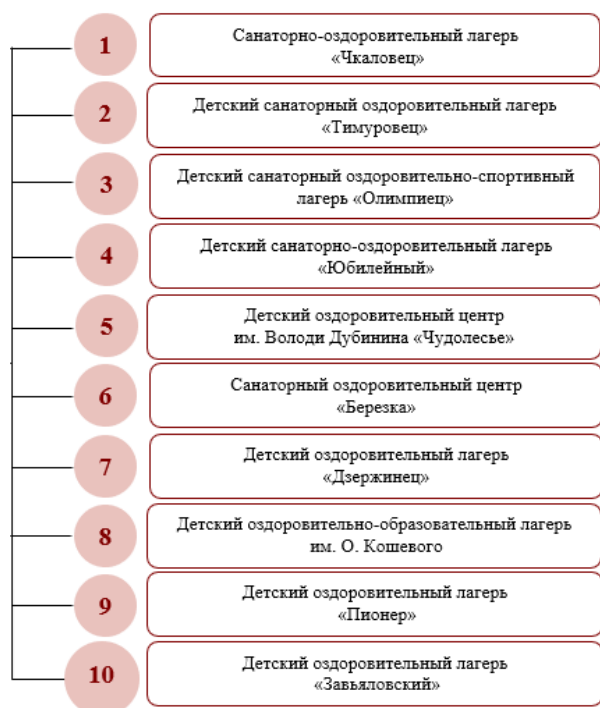 1
Санаторно-оздоровительный лагерь
«Чкаловец»
2
Детский санаторный оздоровительный лагерь
«Тимуровец»
3
Детский санаторный оздоровительно-спортивный
лагерь «Олимпиец»
4
Детский санаторно-оздоровительный лагерь
«Юбилейный»
5
Детский оздоровительный центр
им. Володи Дубинина «Чудолесье»
6
Санаторный оздоровительный центр
«Березка»
7
Детский оздоровительный лагерь
«Дзержинец»
8
Детский оздоровительно-образовательный лагерь
им. О. Кошевого
9
Детский оздоровительный лагерь
«Пионер»
10
Детский оздоровительный лагерь
«Завьяловский»